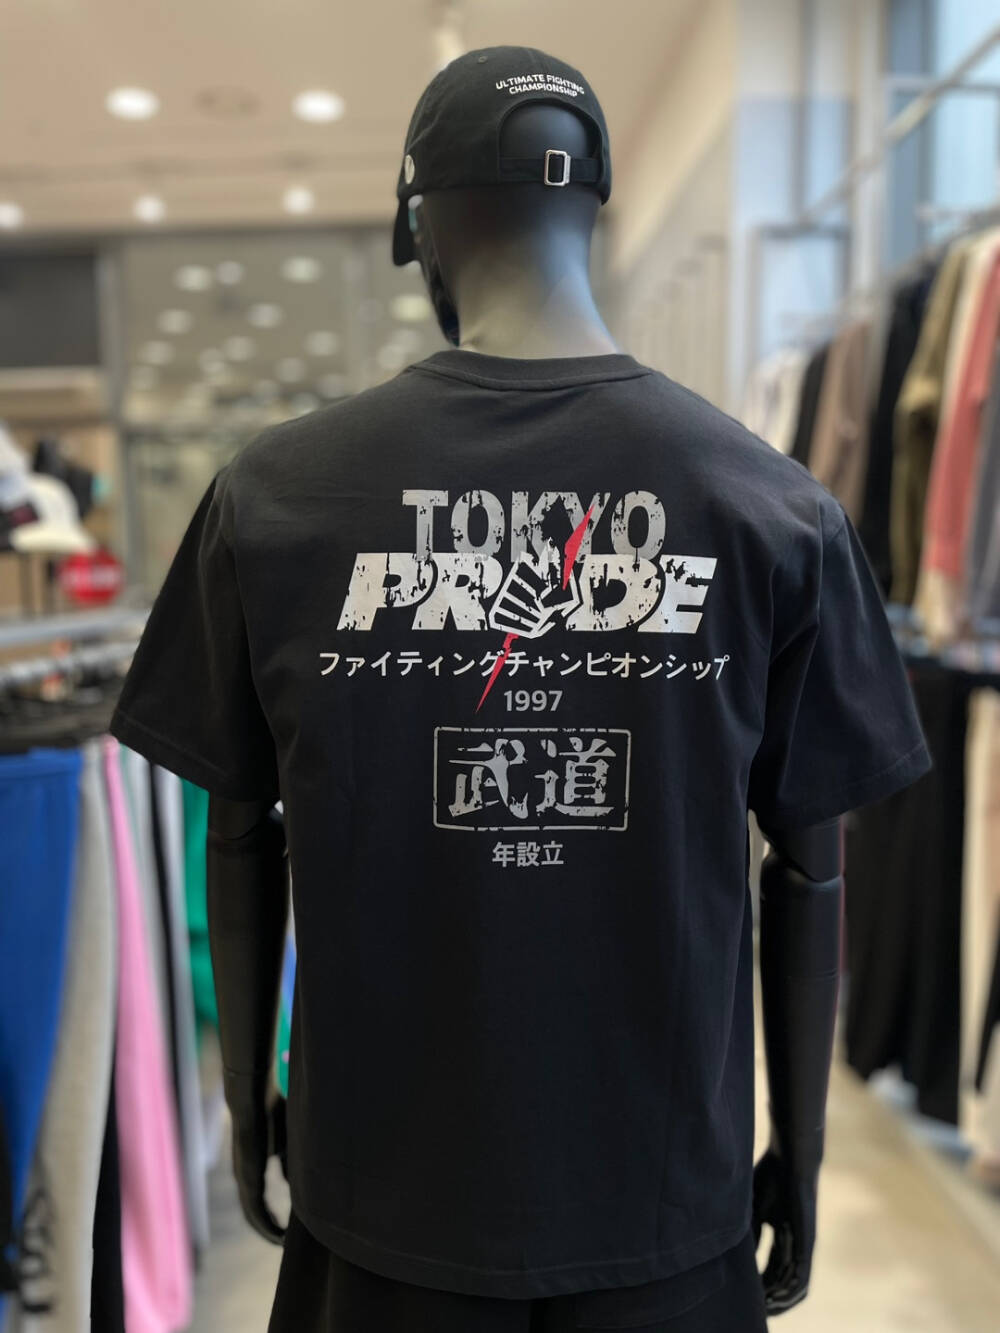 ULTIMATE FIGHTING
CHAMPIONSHIP
TOKYO
PRIDE
ファイティングチャンピオンシップ
1997
武道
年設立